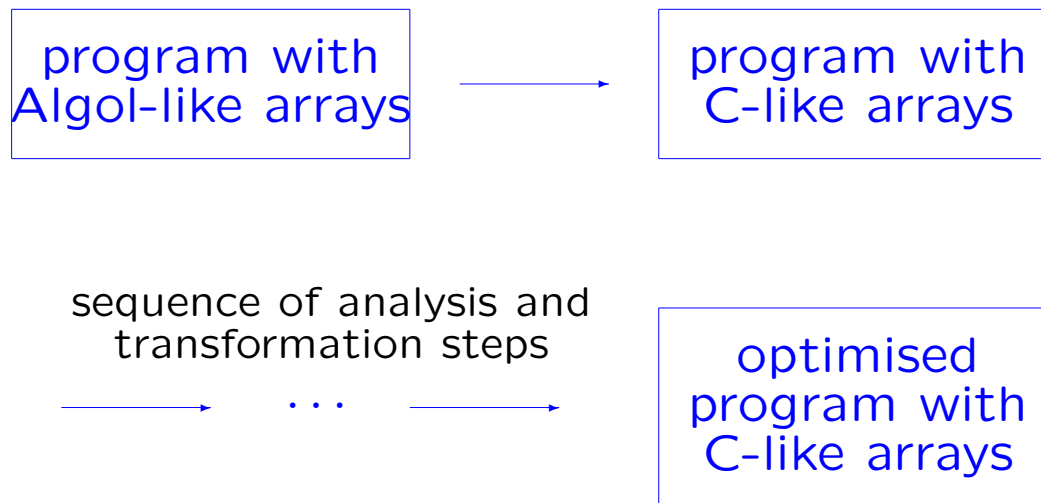 program with
Algol-like arrays
program with
C-like arrays
sequence of analysis and
transformation steps
· · ·
optimised
program with
C-like arrays